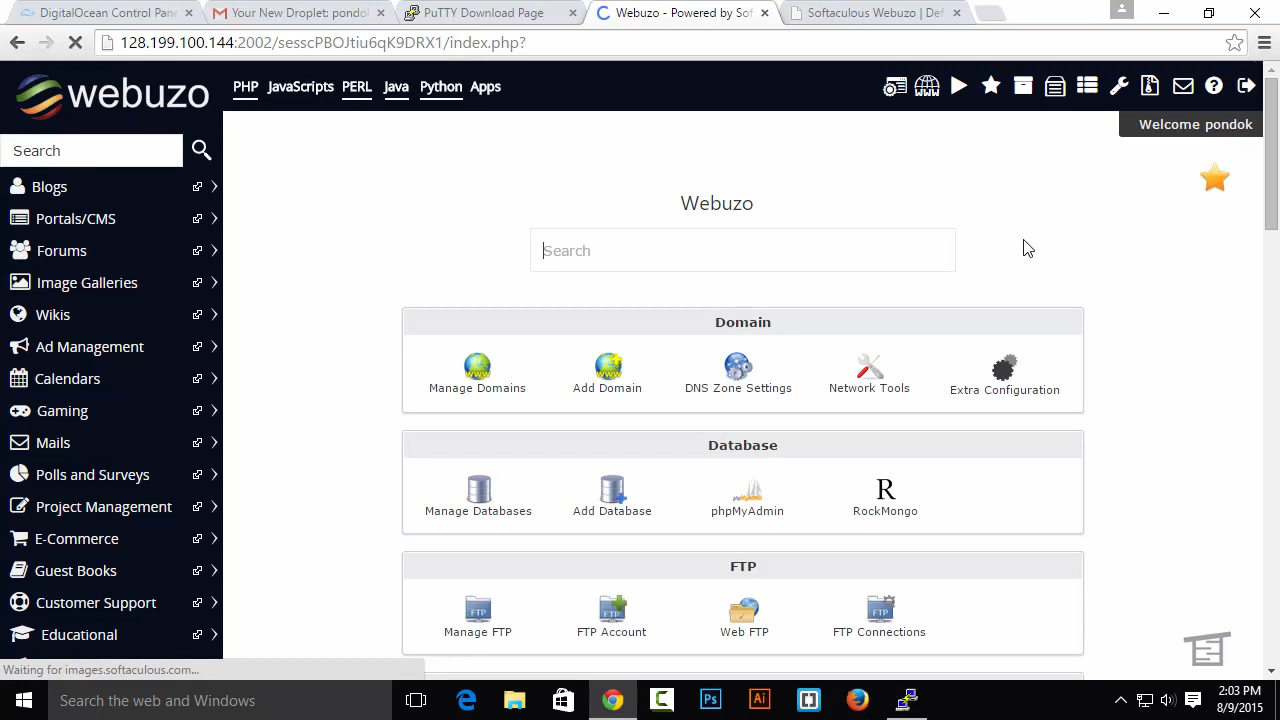 DigitalOcean Control Pane
Your New Droplet: pondol
PuTTY Download Page
Webuzo - Powered by Sof
Softaculous Webuzo | Def
128.199.100.144:2002/sesscPBOJtiu6qK9DRX1/index.php?
webuzo
PHP JavaScripts PERL Java Python Apps
Welcome pondok
Search
Blogs
Portals/CMS
Forums
Image Galleries
Wikis
Ad Management
Calendars
Gaming
Mails
Polls and Surveys
Project Management
E-Commerce
Guest Books
Customer Support
Educational
Webuzo
Search
Domain
Manage Domains
Add Domain
DNS Zone Settings
Network Tools
Extra Configuration
Database
Manage Databases
Add Database
phpMyAdmin
R
RockMongo
FTP
Manage FTP
FTP Account
Web FTP
FTP Connections
Waiting for images.softaculous.com...
Search the web and Windows
2:03 PM
8/9/2015